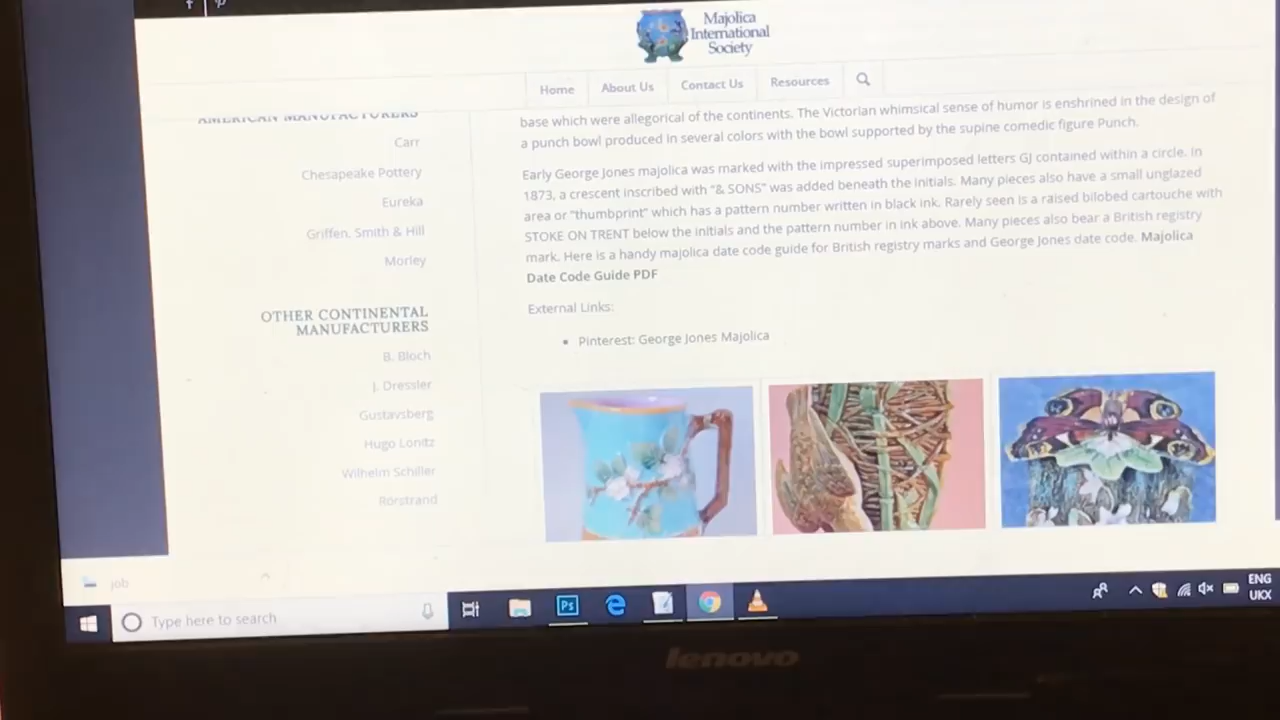 Majolica
International
Society
Home
About Us
Contact Us
Resources
AMERICAN MANUFACTURERS
Carr
Chesapeake Pottery
Eureka
Griffen, Smith & Hill
Morley
OTHER CONTINENTAL
MANUFACTURERS
B. Bloch
J. Dressler
Gustavsberg
Hugo Lonitz
Wilhelm Schiller
Rorstrand
base which were allegorical of the continents. The Victorian whimsical sense of humor is enshrined in the design of
a punch bowl produced in several colors with the bowl supported by the supine comedic figure Punch.
Early George Jones majolica was marked with the impressed superimposed letters GJ contained within a circle. In
1873, a crescent inscribed with "& SONS" was added beneath the initials. Many pieces also have a small unglazed
area or "thumbprint" which has a pattern number written in black ink. Rarely seen is a raised bilobed cartouche with
STOKE ON TRENT below the initials and the pattern number in ink above. Many pieces also bear a British registry
mark. Here is a handy majolica date code guide for British registry marks and George Jones date code. Majolica
Date Code Guide PDF
External Links:
• Pinterest: George Jones Majolica
job
Type here to search
Ps
ENG
UKX
lenovo